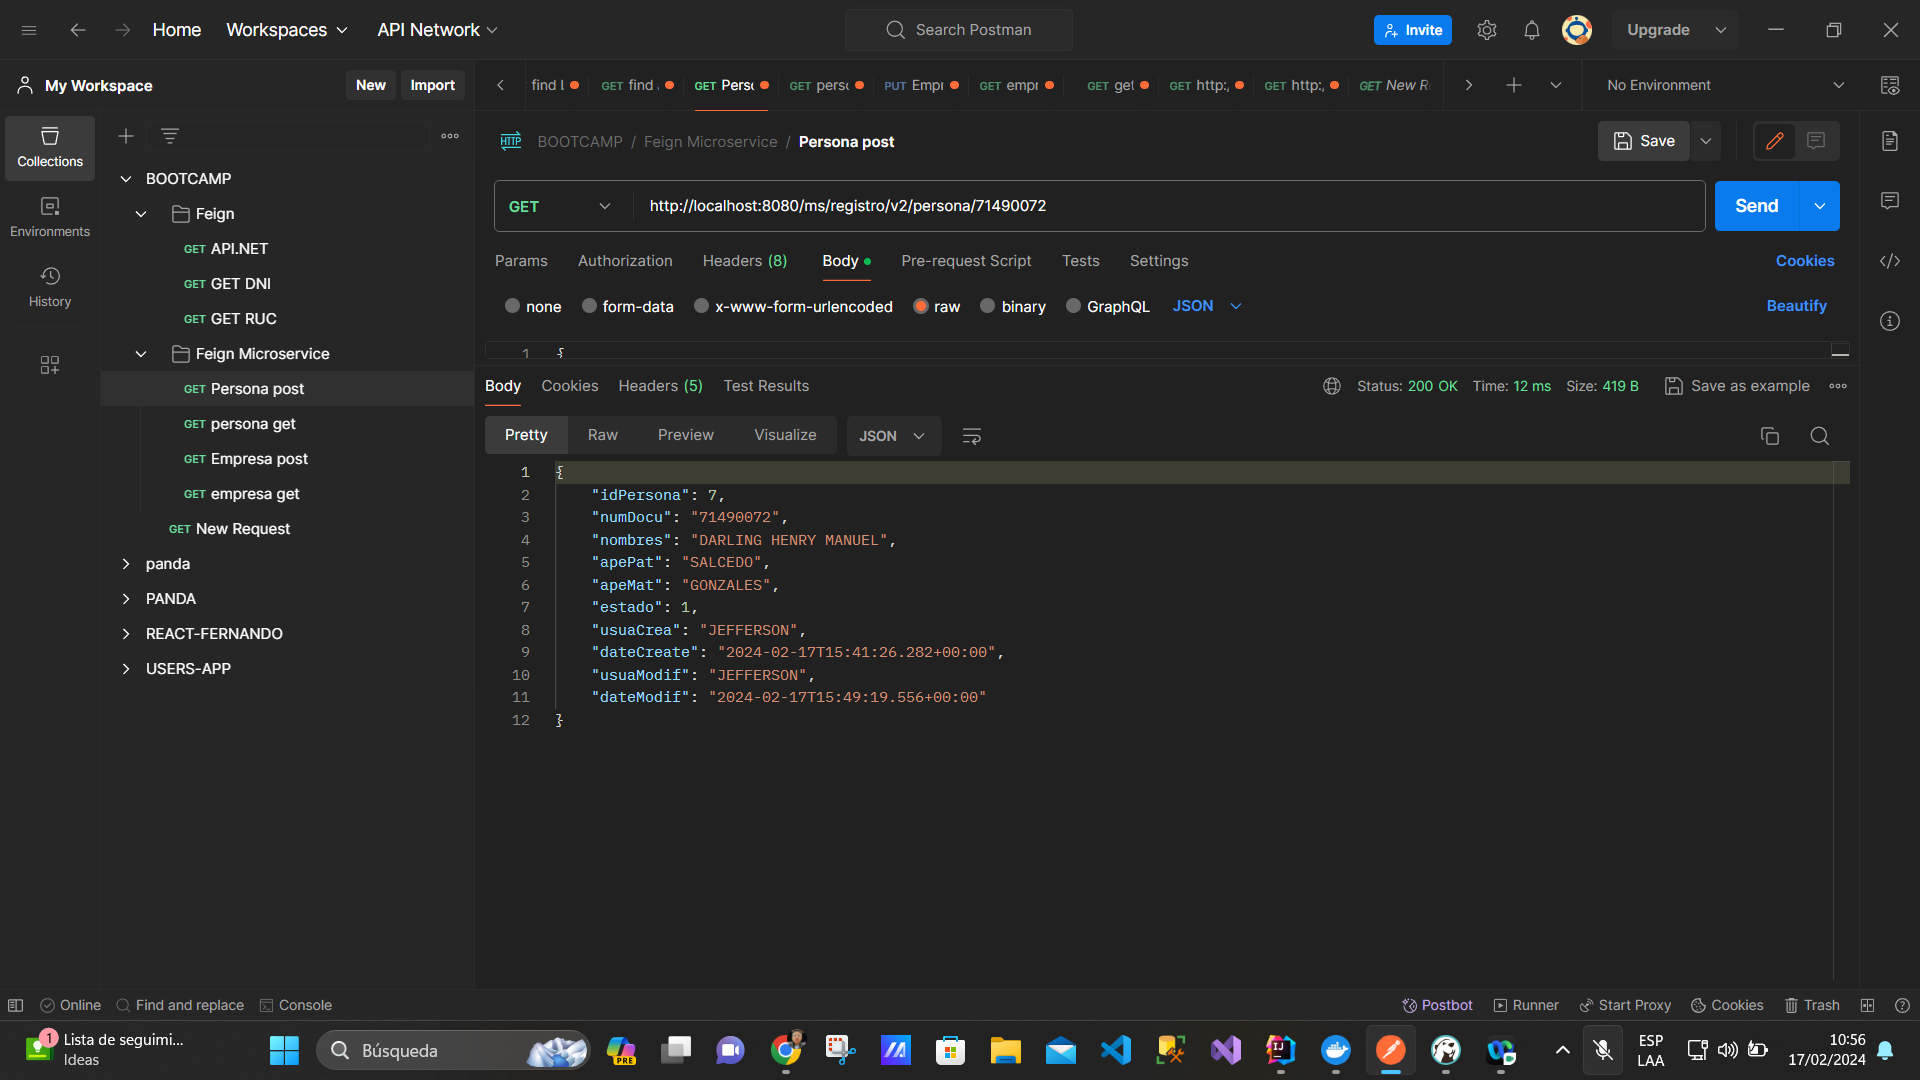 Home Workspaces API Network Search Postman Invite Upgrade
My Workspace New Import find GET find GET Pers GET pers PUT Empi GET empi GET get GET http:/ GET http:/ GET New R No Environment
Collections
Environments
History
BOOTCAMP
Feign
GET API.NET
GET GET DNI
GET GET RUC
Feign Microservice
GET Persona post
GET persona get
GET Empresa post
GET empresa get
GET New Request
panda
PANDA
REACT-FERNANDO
USERS-APP
HTTP BOOTCAMP / Feign Microservice / Persona post Save
GET http://localhost:8080/ms/registro/v2/persona/71490072 Send
Params Authorization Headers (8) Body Pre-request Script Tests Settings Cookies
none form-data x-www-form-urlencoded raw binary GraphQL JSON Beautify
1 {
Body Cookies Headers (5) Test Results Status: 200 OK Time: 12 ms Size: 419 B Save as example
Pretty Raw Preview Visualize JSON
1 {
2 "idPersona": 7,
3 "numDocu": "71490072",
4 "nombres": "DARLING HENRY MANUEL",
5 "apePat": "SALCEDO",
6 "apeMat": "GONZALES",
7 "estado": 1,
8 "usuaCrea": "JEFFERSON",
9 "dateCreate": "2024-02-17T15:41:26.282+00:00",
10 "usuaModif": "JEFFERSON",
11 "dateModif": "2024-02-17T15:49:19.556+00:00"
12 }
Online Find and replace Console Postbot Runner Start Proxy Cookies Trash
1 Lista de seguimi...
Ideas
Búsqueda
PRE
ESP
LAA
10:56
17/02/2024